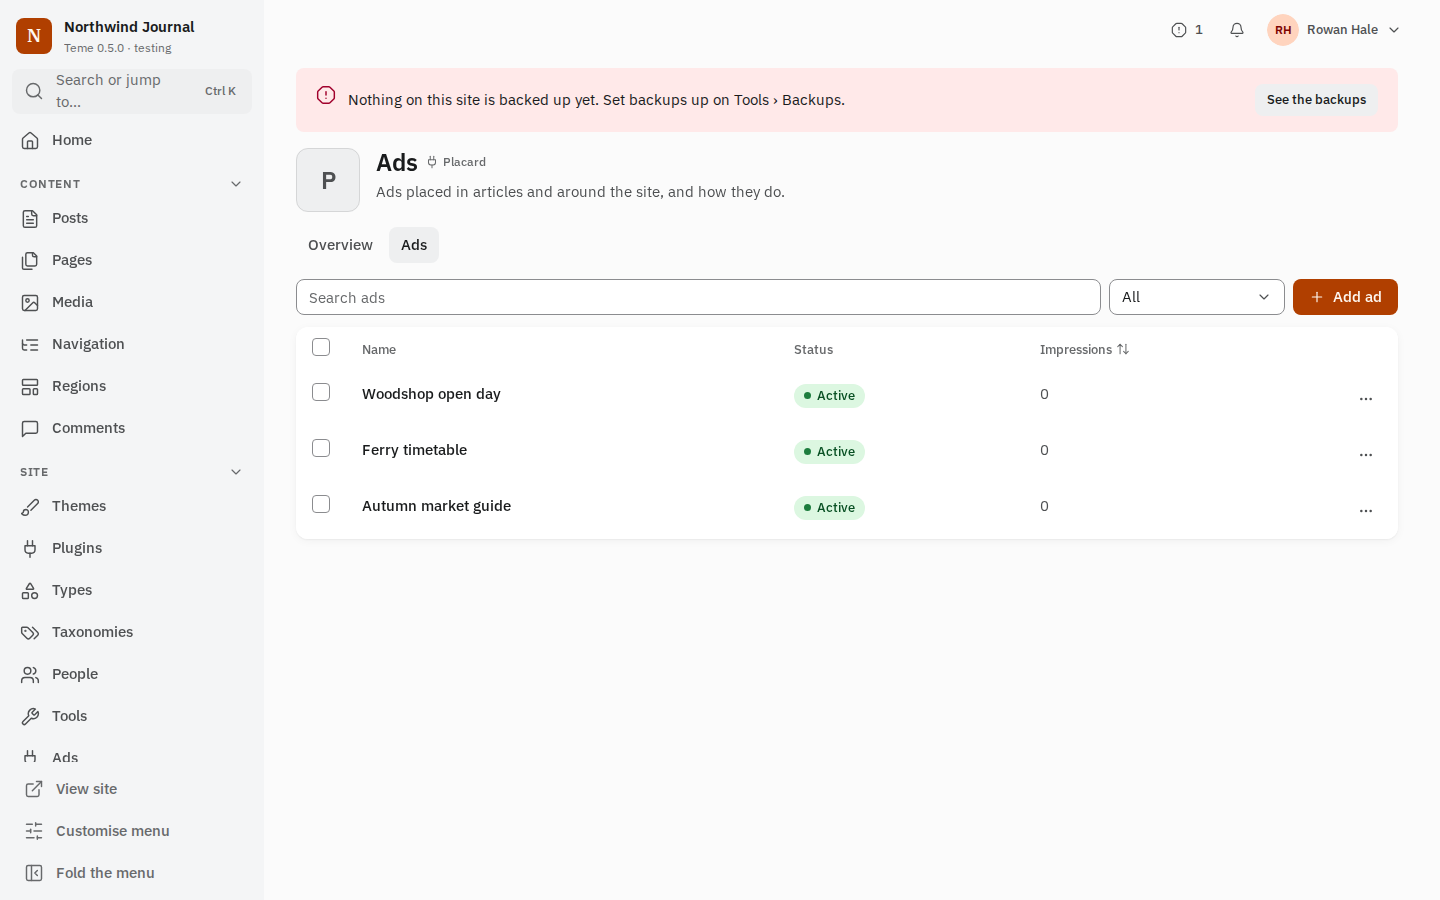 N
Northwind Journal
Teme 0.5.0 · testing
Search or jump to...
Ctrl K
Home
CONTENT
Posts
Pages
Media
Navigation
Regions
Comments
SITE
Themes
Plugins
Types
Taxonomies
People
Tools
Ads
View site
Customise menu
Fold the menu
1
RH
Rowan Hale
Nothing on this site is backed up yet. Set backups up on Tools › Backups.
See the backups
P
Ads
Placard
Ads placed in articles and around the site, and how they do.
Overview
Ads
Search ads
All
Add ad
Name
Status
Impressions
Woodshop open day
Active
0
Ferry timetable
Active
0
Autumn market guide
Active
0